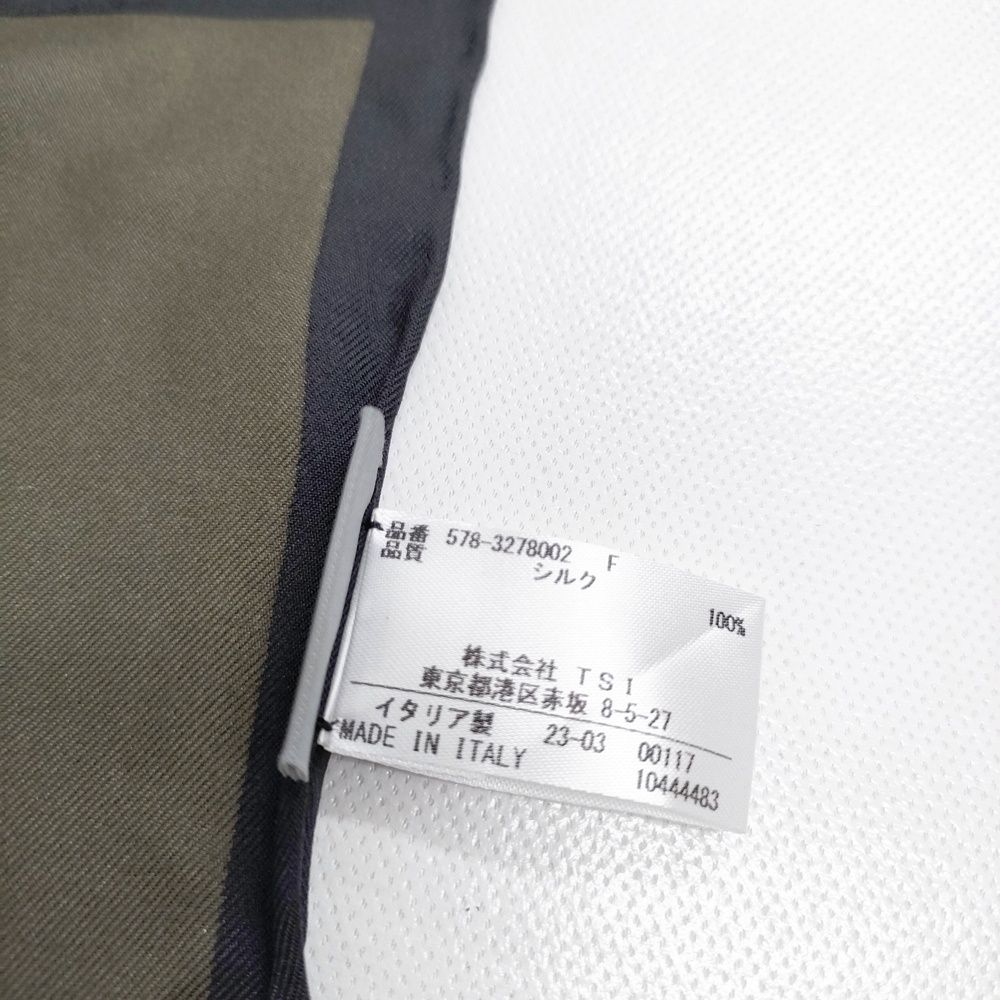 品番 578-3278002 F
品質 シルク 100%
株式会社 TSI
東京都港区赤坂 8-5-27
イタリア製 23-03 00117
MADE IN ITALY 10444483